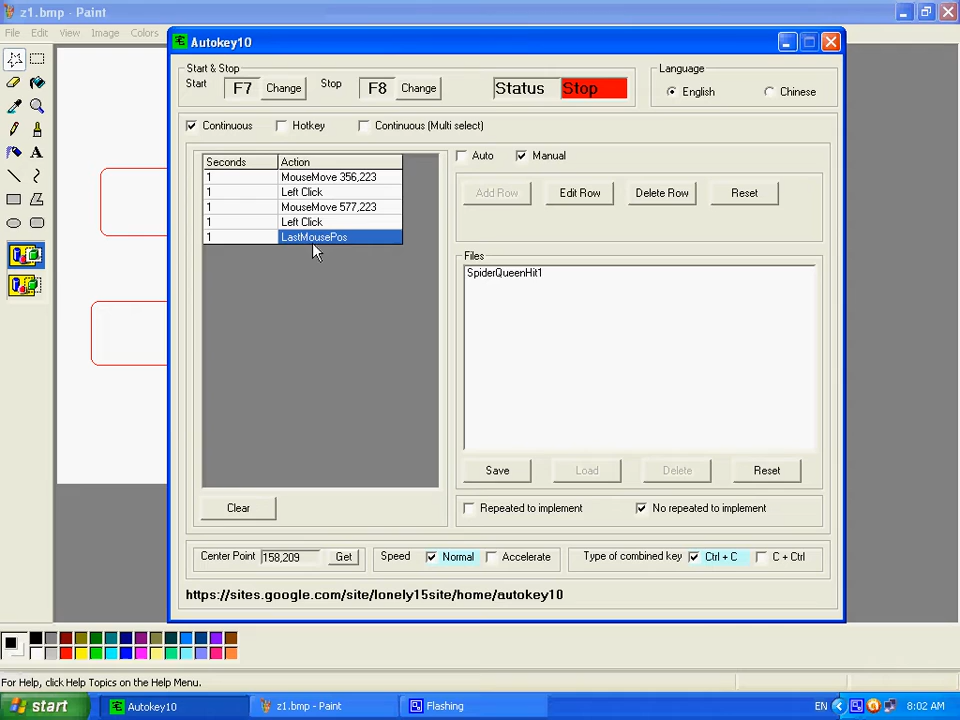 z1.bmp - Paint
File Edit View Image Colors
Autokey10
Start & Stop
Start F7 Change Stop F8 Change Status Stop
Language
English Chinese
Continuous Hotkey Continuous (Multi select)
Seconds Action
1 MouseMove 356,223
1 Left Click
1 MouseMove 577,223
1 Left Click
1 LastMousePos
Clear
Auto Manual
Add Row Edit Row Delete Row Reset
Files
SpiderQueenHit1
Save Load Delete Reset
Repeated to implement No repeated to implement
Center Point 158,209 Get Speed Normal Accelerate Type of combined key Ctrl + C C + Ctrl
https://sites.google.com/site/lonely15site/home/autokey10
For Help, click Help Topics on the Help Menu.
start Autokey10 z1.bmp - Paint Flashing EN 8:02 AM